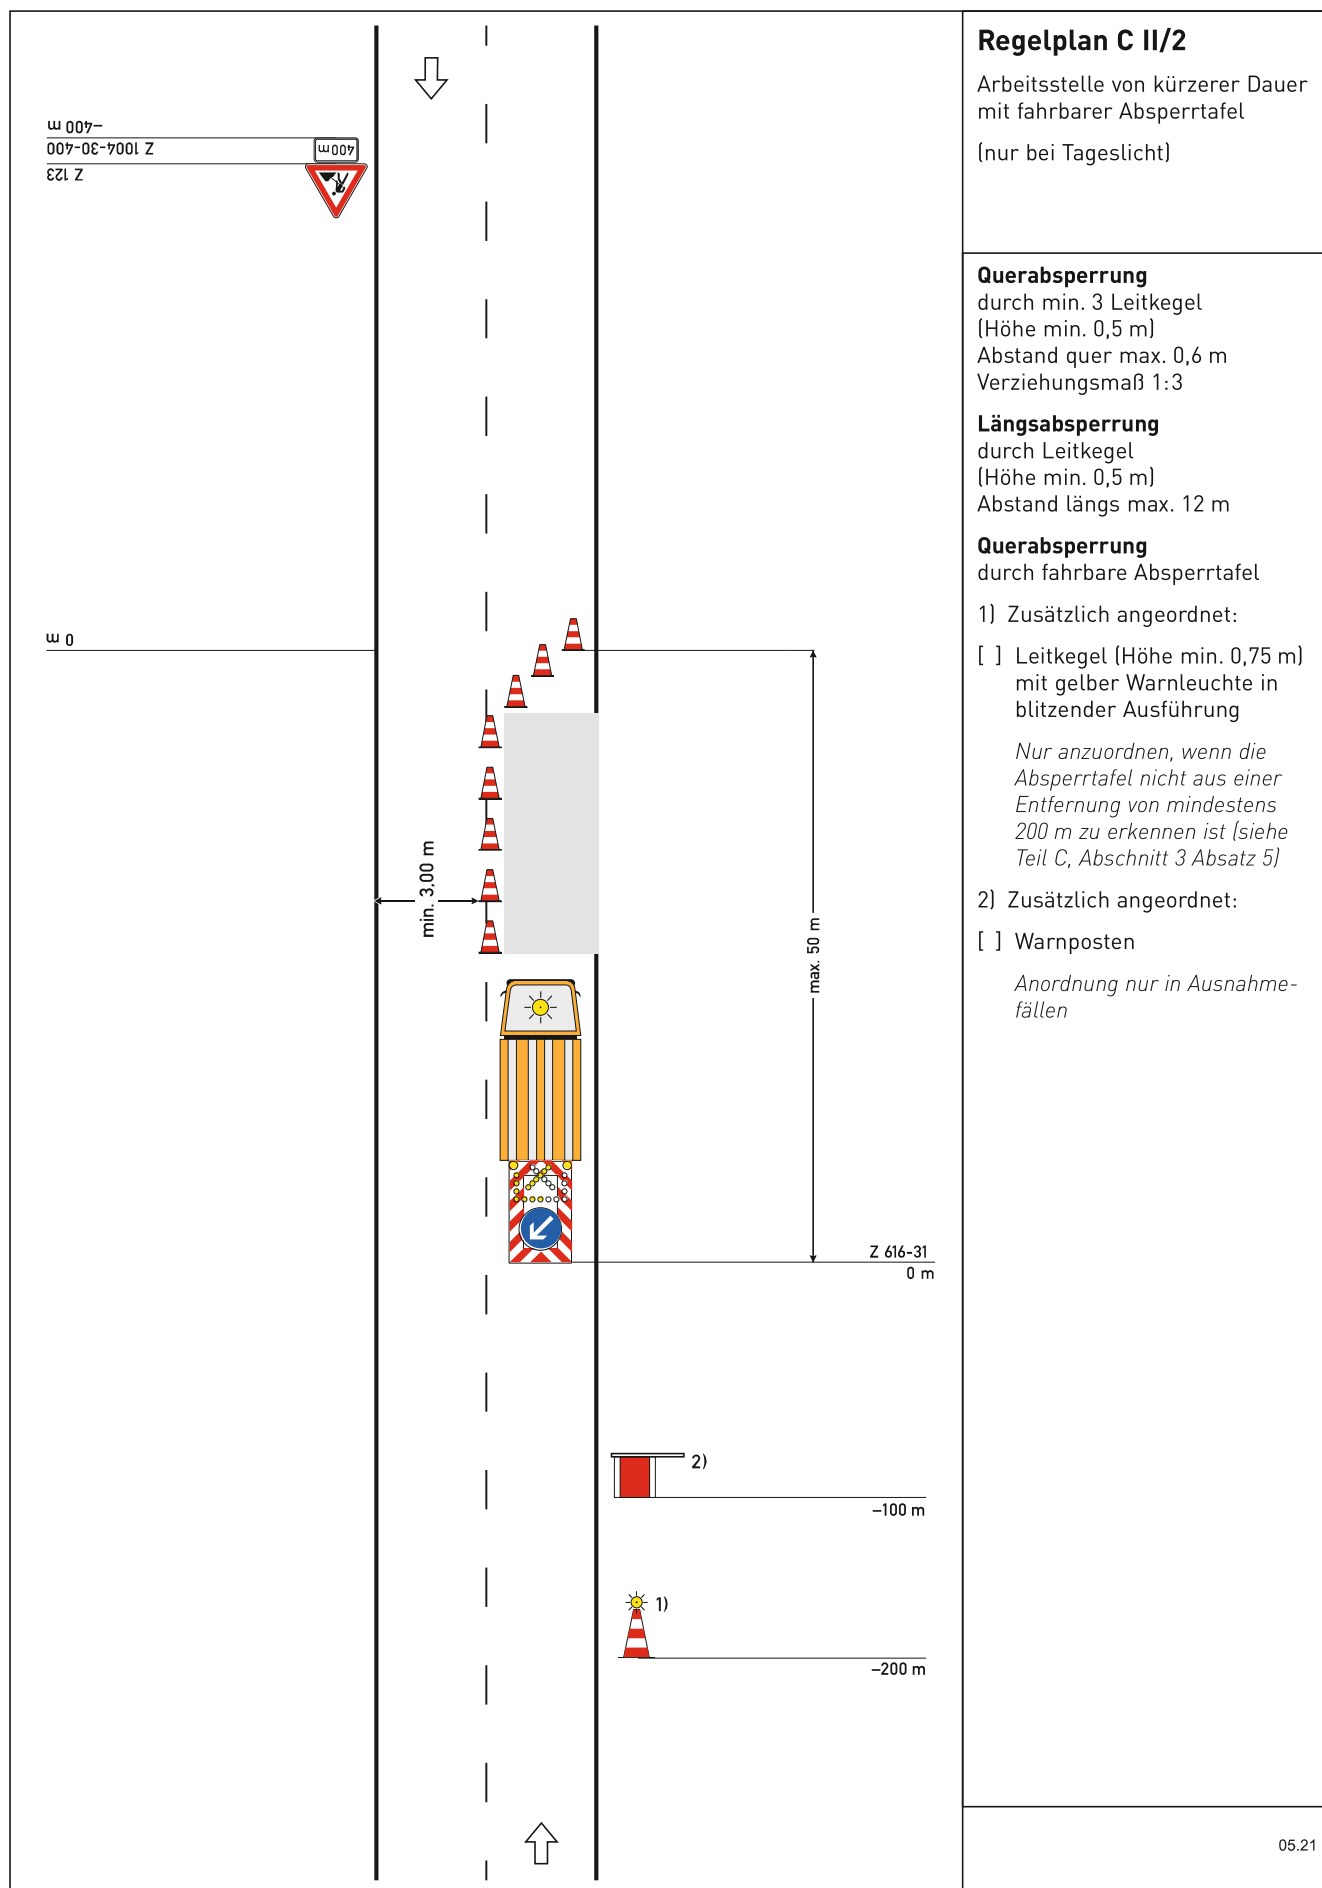 Regelplan C II/2
Arbeitsstelle von kürzerer Dauer
mit fahrbarer Absperrtafel
(nur bei Tageslicht)
Querabsperrung
durch min. 3 Leitkegel
(Höhe min. 0,5 m)
Abstand quer max. 0,6 m
Verziehungsmaß 1:3
Längsabsperrung
durch Leitkegel
(Höhe min. 0,5 m)
Abstand längs max. 12 m
Querabsperrung
durch fahrbare Absperrtafel
1) Zusätzlich angeordnet:
[ ] Leitkegel (Höhe min. 0,75 m)
mit gelber Warnleuchte in
blitzender Ausführung
Nur anzuordnen, wenn die
Absperrtafel nicht aus einer
Entfernung von mindestens
200 m zu erkennen ist (siehe
Teil C, Abschnitt 3 Absatz 5)
2) Zusätzlich angeordnet:
[ ] Warnposten
Anordnung nur in Ausnahme-
fällen
05.21
–400 m
Z 1004-30-400
Z 123
400 m
0 m
min. 3.00 m
max. 50 m
Z 616-31
0 m
2)
–100 m
1)
–200 m